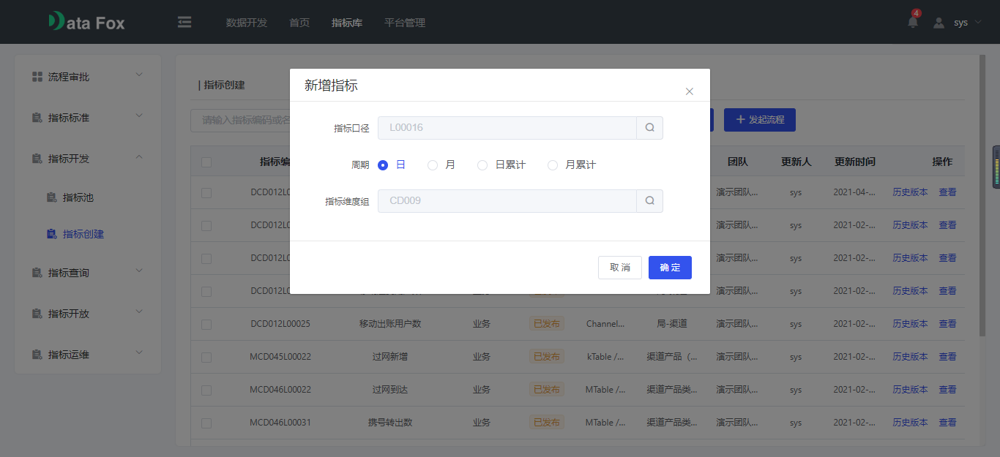 Data Fox
数据开发 首页 指标库 平台管理
4
sys
流程审批
指标标准
指标开发
指标池
指标创建
指标查询
指标开放
指标运维
| 指标创建
请输入指标编码或名
+ 发起流程
指标编 团队 更新人 更新时间 操作
DCD012L0 演示团队... sys 2021-04-... 历史版本 查看
DCD012L0 演示团队... sys 2021-02-... 历史版本 查看
DCD012L0 演示团队... sys 2021-02-... 历史版本 查看
DCD012L0 演示团队... sys 2021-02-... 历史版本 查看
DCD012L00025 移动出账用户数 业务 已发布 Channel... 局-渠道 演示团队... sys 2021-02-... 历史版本 查看
MCD045L00022 过网新增 业务 已发布 kTable /... 渠道产品（... 演示团队... sys 2021-02-... 历史版本 查看
MCD046L00022 过网到达 业务 已发布 MTable /... 渠道产品类... 演示团队... sys 2021-02-... 历史版本 查看
MCD046L00031 携号转出数 业务 已发布 MTable /... 渠道产品类... 演示团队... sys 2021-02-... 历史版本 查看
新增指标
指标口径 L00016
周期 日 月 日累计 月累计
指标维度组 CD009
取消 确定